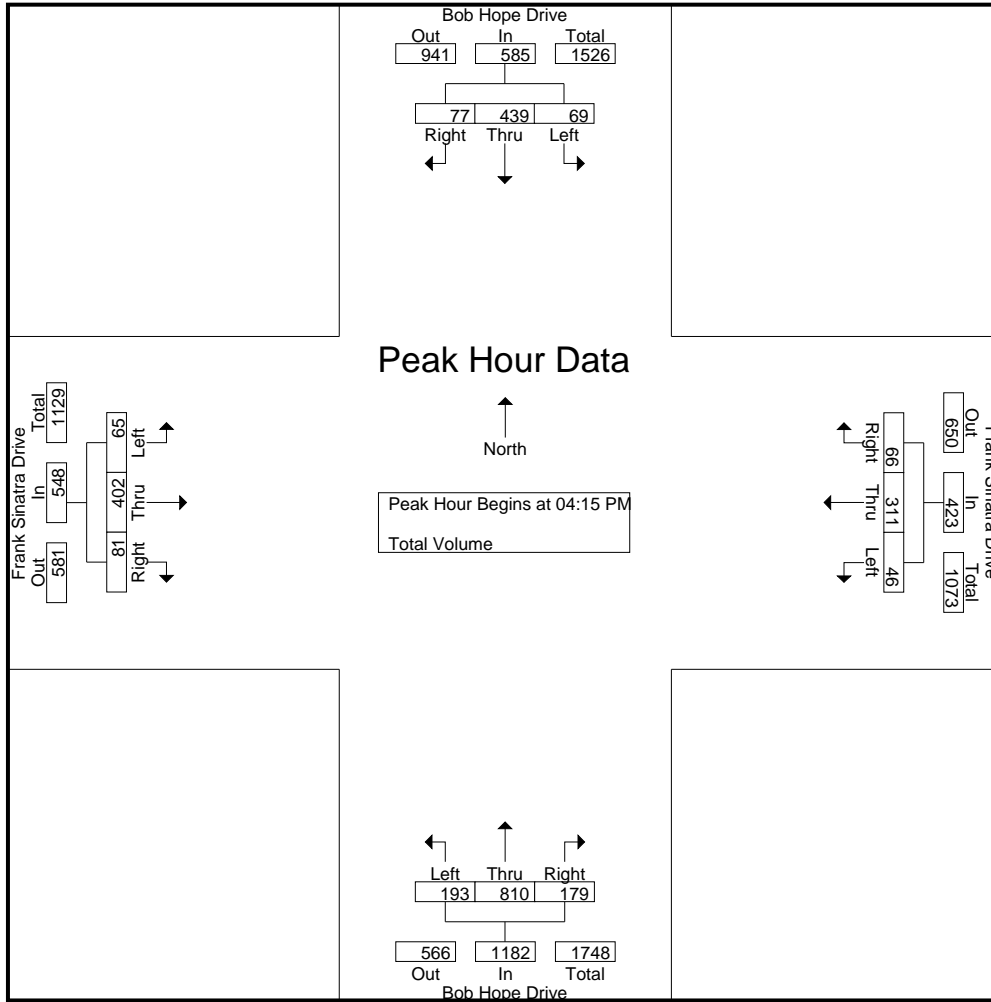 Bob Hope Drive
Out In Total
941 585 1526
77 439 69
Right Thru Left
Peak Hour Data
North
Peak Hour Begins at 04:15 PM
Total Volume
Frank Sinatra Drive
Out In Total
581 548 1129
Left Thru Right
65 402 81
Frank Sinatra Drive
Out In Total
650 423 1073
Right Thru Left
66 311 46
Left Thru Right
193 810 179
566 1182 1748
Out In Total
Bob Hope Drive